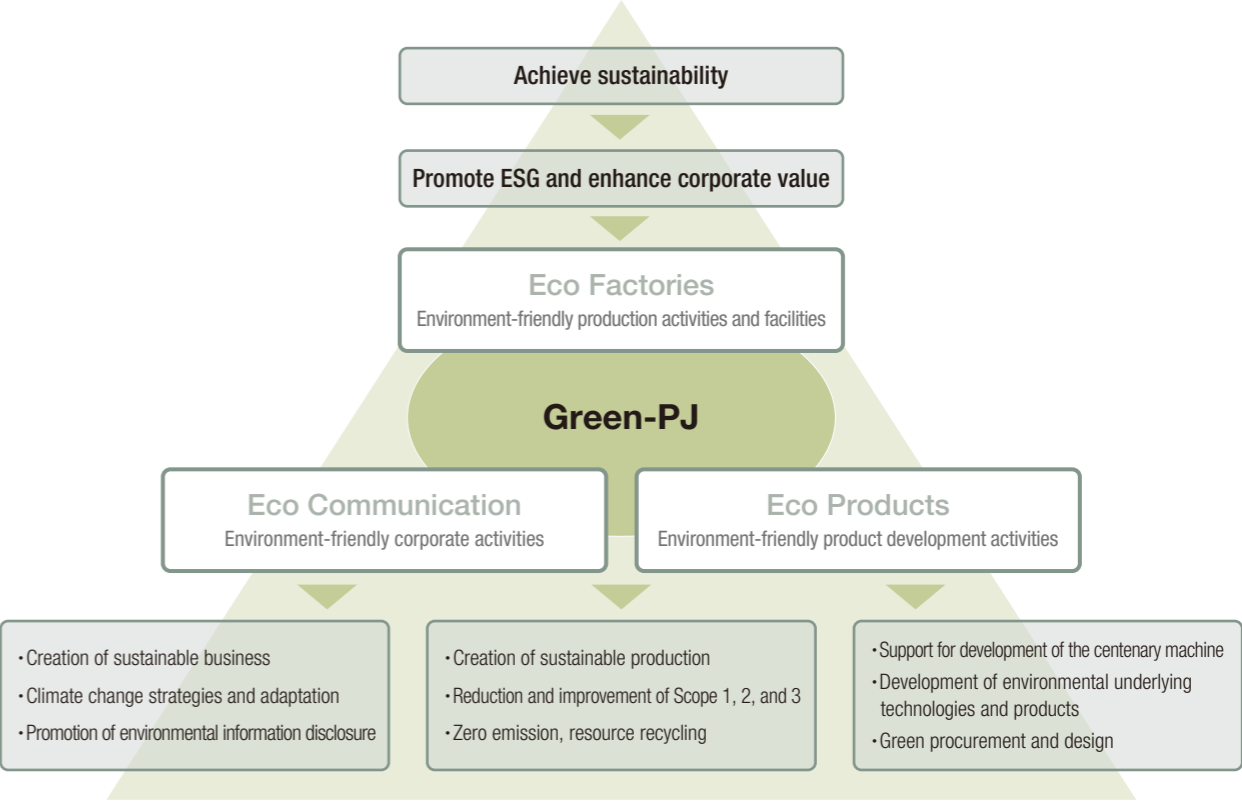 Achieve sustainability
Promote ESG and enhance corporate value
Eco Factories
Environment-friendly production activities and facilities
Green-PJ
Eco Communication
Environment-friendly corporate activities
Eco Products
Environment-friendly product development activities
・Creation of sustainable business
・Climate change strategies and adaptation
・Promotion of environmental information disclosure
・Creation of sustainable production
・Reduction and improvement of Scope 1, 2, and 3
・Zero emission, resource recycling
・Support for development of the centenary machine
・Development of environmental underlying
technologies and products
・Green procurement and design